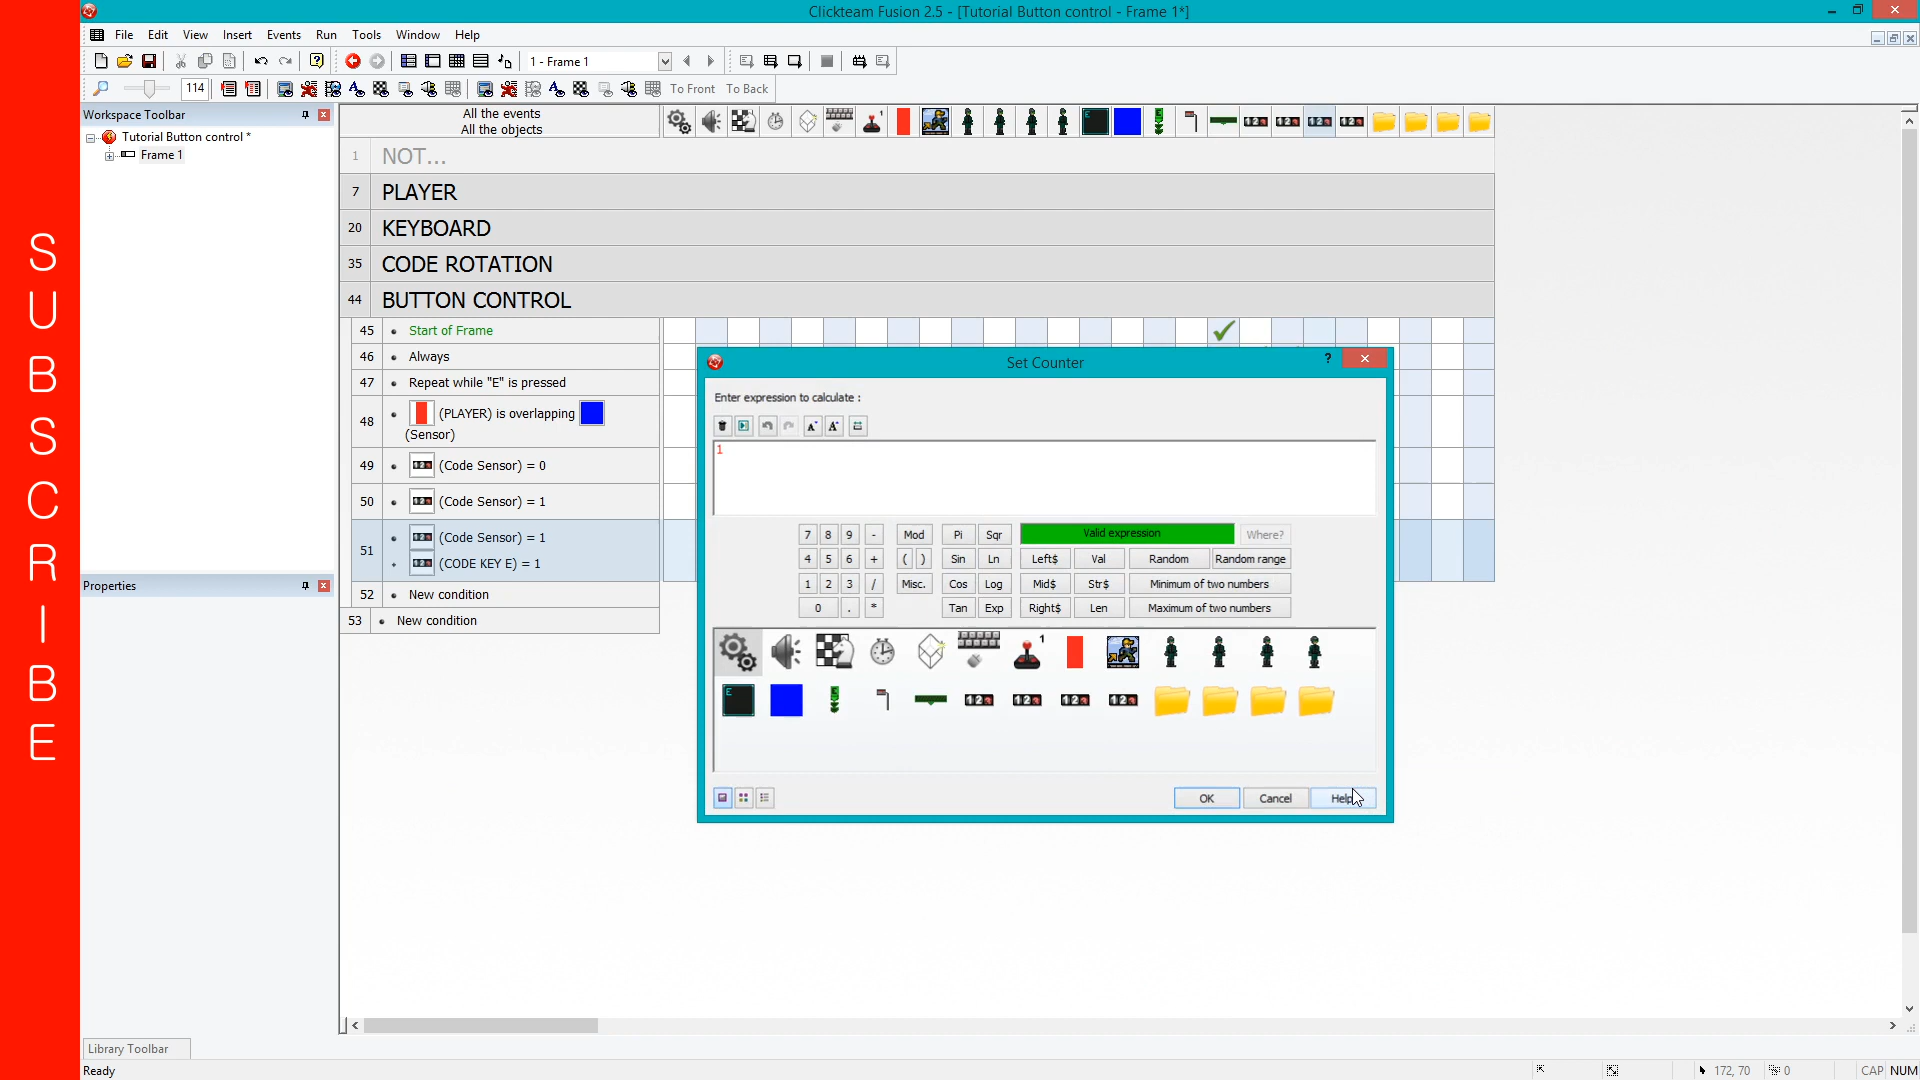 S
U
B
S
C
R
I
B
E
Clickteam Fusion 2.5 - [Tutorial Button control - Frame 1*]
File Edit View Insert Events Run Tools Window Help
1 - Frame 1
114 To Front To Back
Workspace Toolbar
Tutorial Button control *
Frame 1
All the events
All the objects
1 NOT...
7 PLAYER
20 KEYBOARD
35 CODE ROTATION
44 BUTTON CONTROL
45 • Start of Frame
46 • Always
47 • Repeat while "E" is pressed
48 • (PLAYER) is overlapping
(Sensor)
49 • (Code Sensor) = 0
50 • (Code Sensor) = 1
51 • (Code Sensor) = 1
+ (CODE KEY E) = 1
52 • New condition
53 • New condition
Set Counter ?
Enter expression to calculate :
1
7 8 9 - Mod Pi Sqr Valid expression Where?
4 5 6 + ( ) Sin Ln Left$ Val Random Random range
1 2 3 / Misc. Cos Log Mid$ Str$ Minimum of two numbers
0 . * Tan Exp Right$ Len Maximum of two numbers
OK Cancel Help
Properties
Library Toolbar
Ready 172, 70 0 CAP NUM